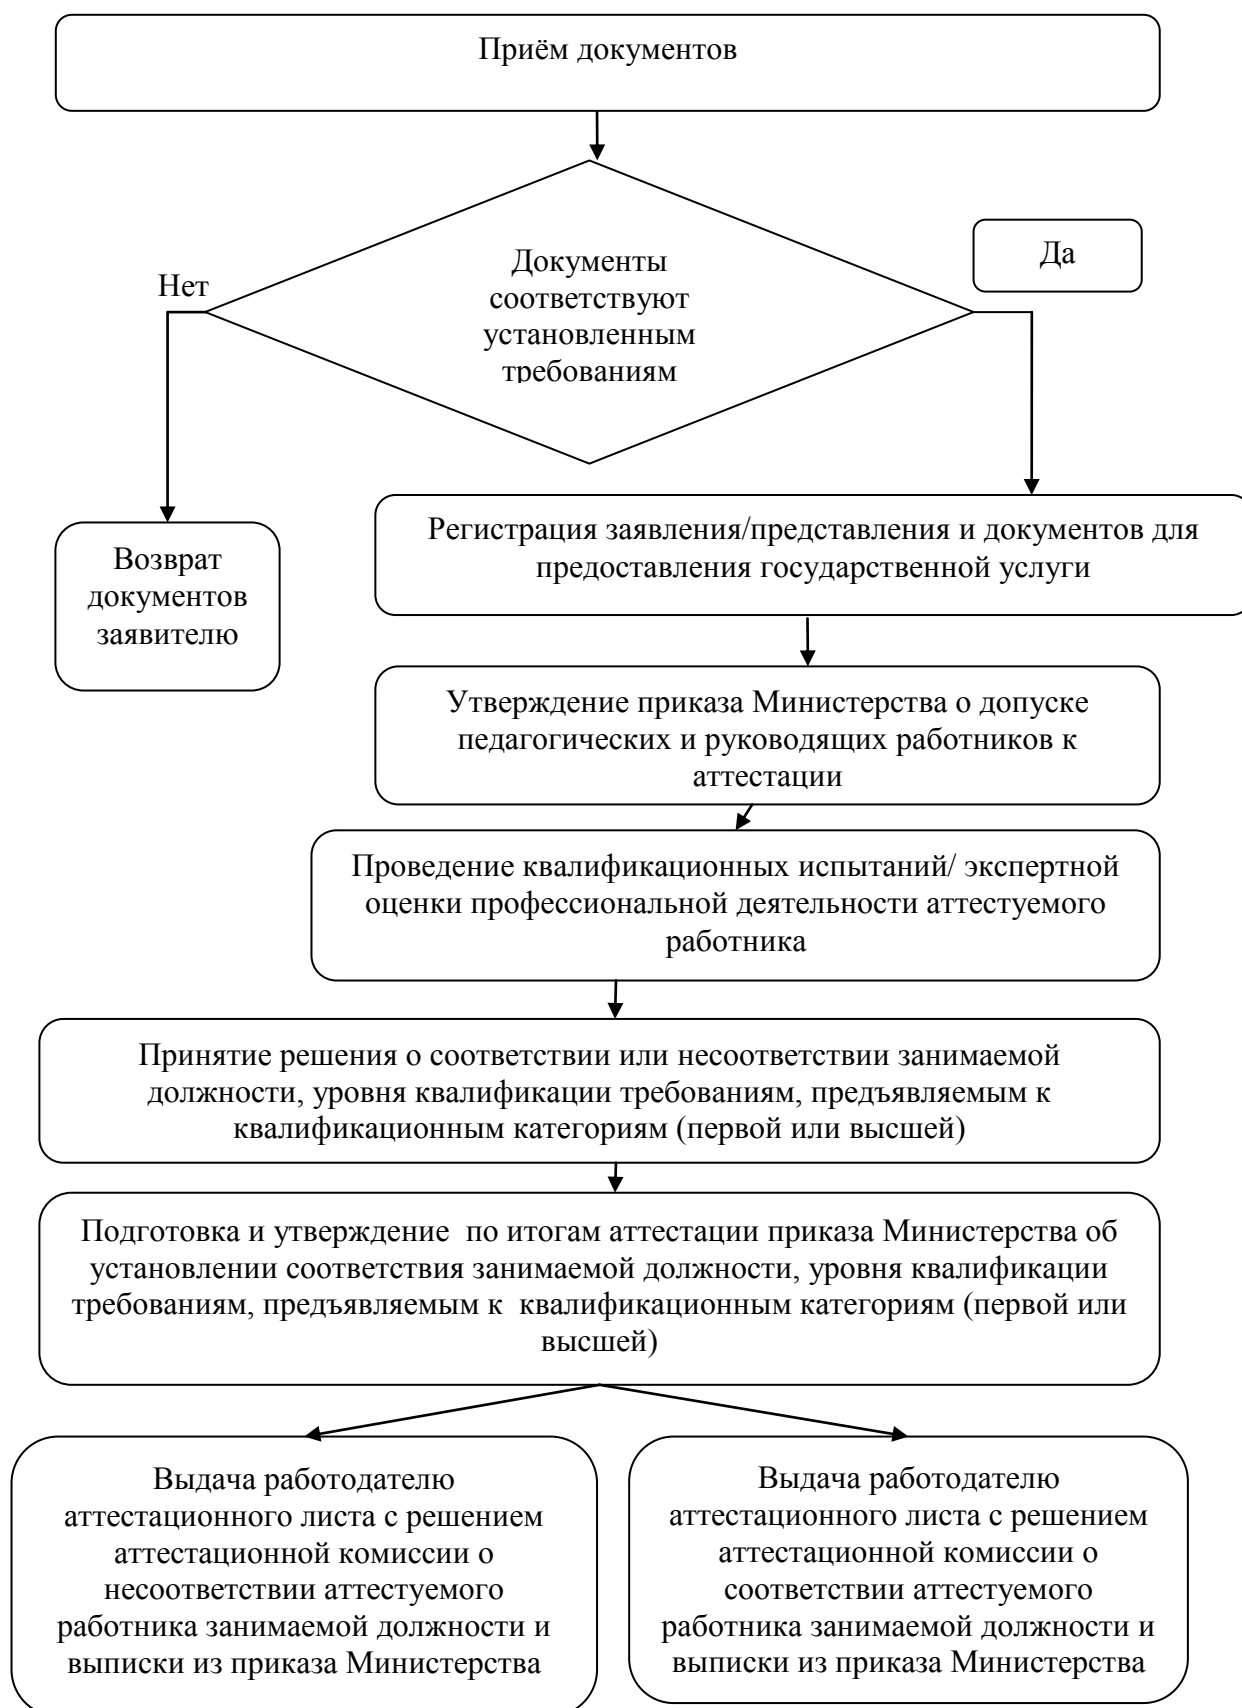 Приём документов
Да
Нет
Документы
соответствуют
установленным
требованиям
Регистрация заявления/представления и документов для
предоставления государственной услуги
Возврат
документов
заявителю
Утверждение приказа Министерства о допуске
педагогических и руководящих работников к
аттестации
Проведение квалификационных испытаний/ экспертной
оценки профессиональной деятельности аттестуемого
работника
Принятие решения о соответствии или несоответствии занимаемой
должности, уровня квалификации требованиям, предъявляемым к
квалификационным категориям (первой или высшей)
Подготовка и утверждение  по итогам аттестации приказа Министерства об
установлении соответствия занимаемой должности, уровня квалификации
требованиям, предъявляемым к  квалификационным категориям (первой или
высшей)
Выдача работодателю
аттестационного листа с решением
аттестационной комиссии о
несоответствии аттестуемого
работника занимаемой должности и
выписки из приказа Министерства
Выдача работодателю
аттестационного листа с решением
аттестационной комиссии о
соответствии аттестуемого
работника занимаемой должности и
выписки из приказа Министерства